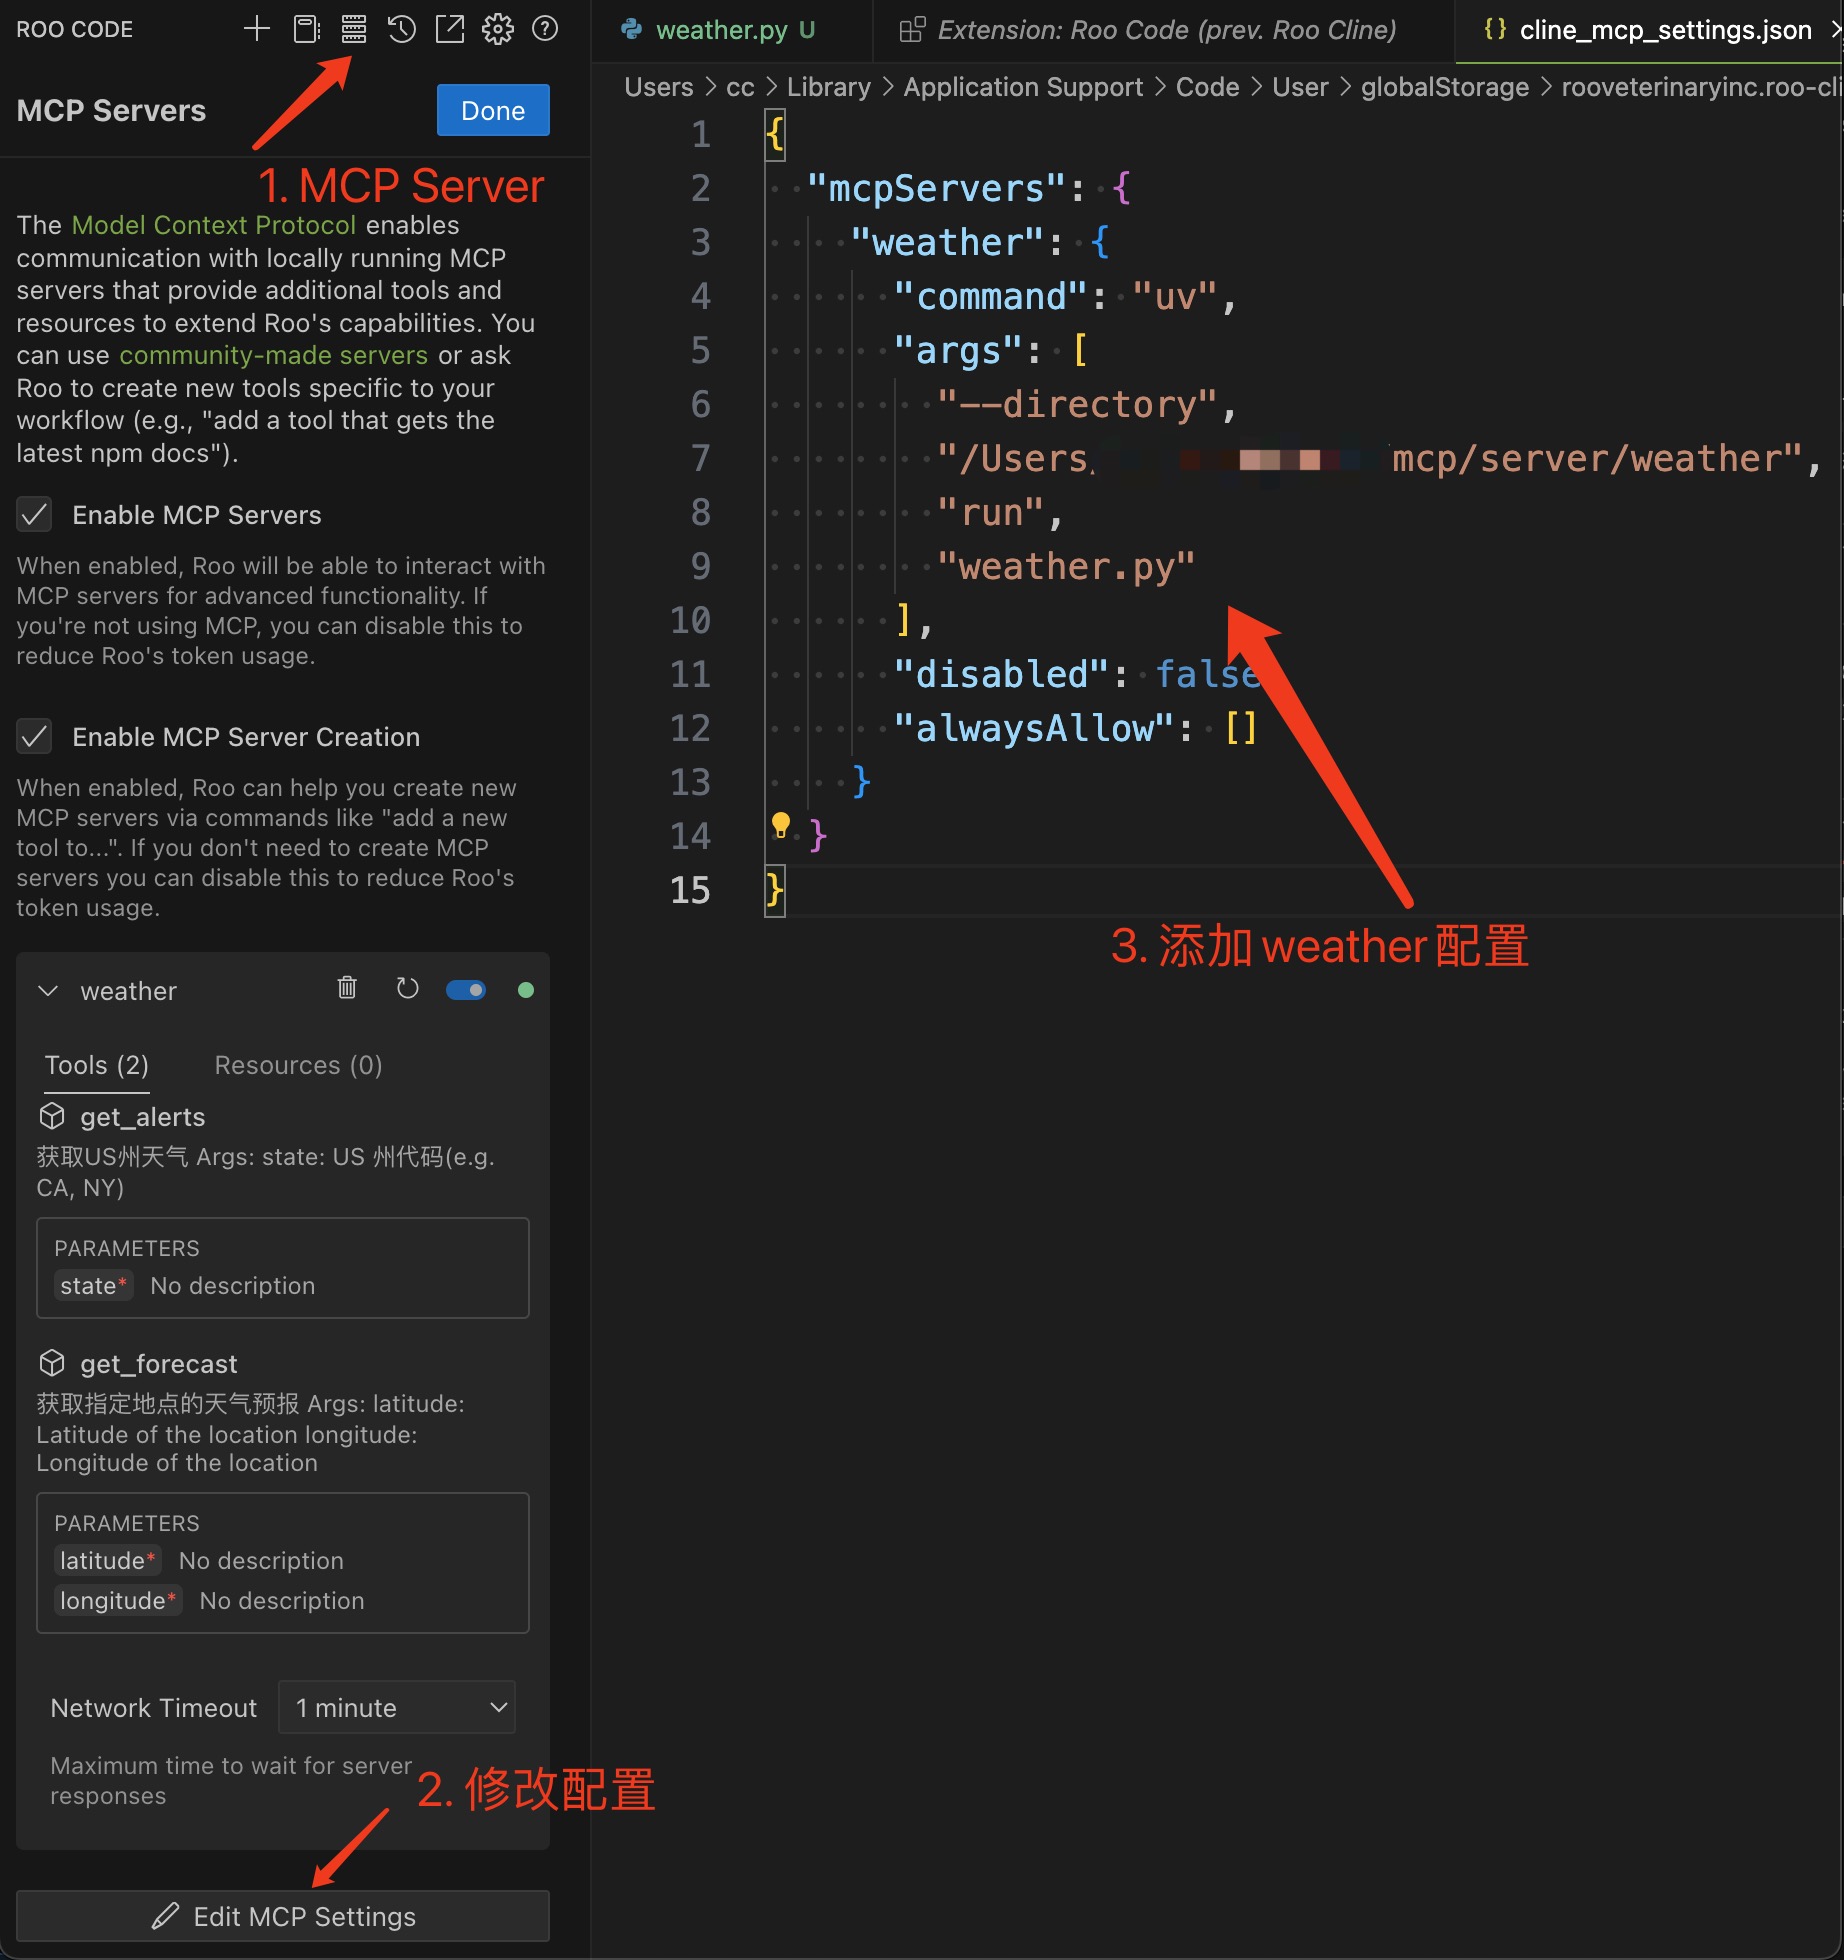 ROO CODE
MCP Servers
Done
1. MCP Server
The Model Context Protocol enables
communication with locally running MCP
servers that provide additional tools and
resources to extend Roo's capabilities. You
can use community-made servers or ask
Roo to create new tools specific to your
workflow (e.g., "add a tool that gets the
latest npm docs").
Enable MCP Servers
When enabled, Roo will be able to interact with
MCP servers for advanced functionality. If
you're not using MCP, you can disable this to
reduce Roo's token usage.
Enable MCP Server Creation
When enabled, Roo can help you create new
MCP servers via commands like "add a new
tool to...". If you don't need to create MCP
servers you can disable this to reduce Roo's
token usage.
weather
Tools (2) Resources (0)
get_alerts
获取US州天气 Args: state: US 州代码(e.g.
CA, NY)
PARAMETERS
state* No description
get_forecast
获取指定地点的天气预报 Args: latitude:
Latitude of the location longitude:
Longitude of the location
PARAMETERS
latitude* No description
longitude* No description
Network Timeout 1 minute
Maximum time to wait for server
responses
2. 修改配置
Edit MCP Settings
weather.py U
Extension: Roo Code (prev. Roo Cline)
{} cline_mcp_settings.json
Users > cc > Library > Application Support > Code > User > globalStorage > rooveterinaryinc.roo-cli
1 {
2 "mcpServers": {
3 "weather": {
4 "command": "uv",
5 "args": [
6 "--directory",
7 "/Users/ mcp/server/weather",
8 "run",
9 "weather.py"
10 ],
11 "disabled": false
12 "alwaysAllow": []
13 }
14 }
15 }
3. 添加weather配置